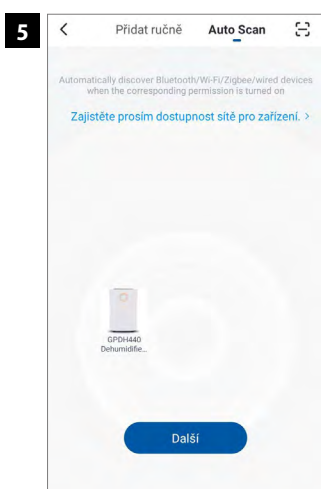 5
Přidat ručně Auto Scan
Automatically discover Bluetooth/Wi-Fi/Zigbee/wired devices
when the corresponding permission is turned on
Zajistěte prosím dostupnost sítě pro zařízení. >
GPDH440
Dehumidifie...
Další